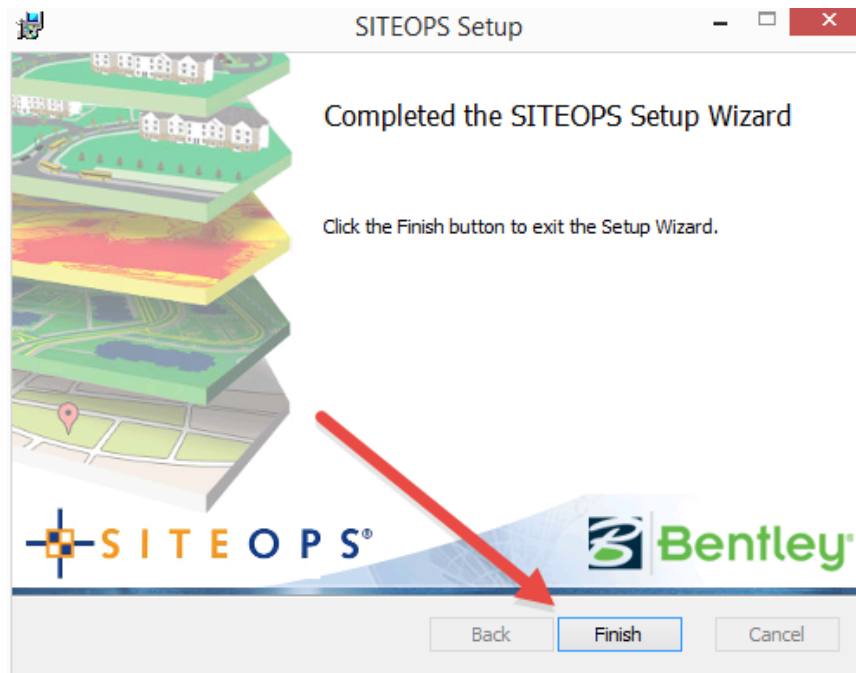 SITEOPS Setup
Completed the SITEOPS Setup Wizard
Click the Finish button to exit the Setup Wizard.
SITEOPS®
Bentley®
Back
Finish
Cancel